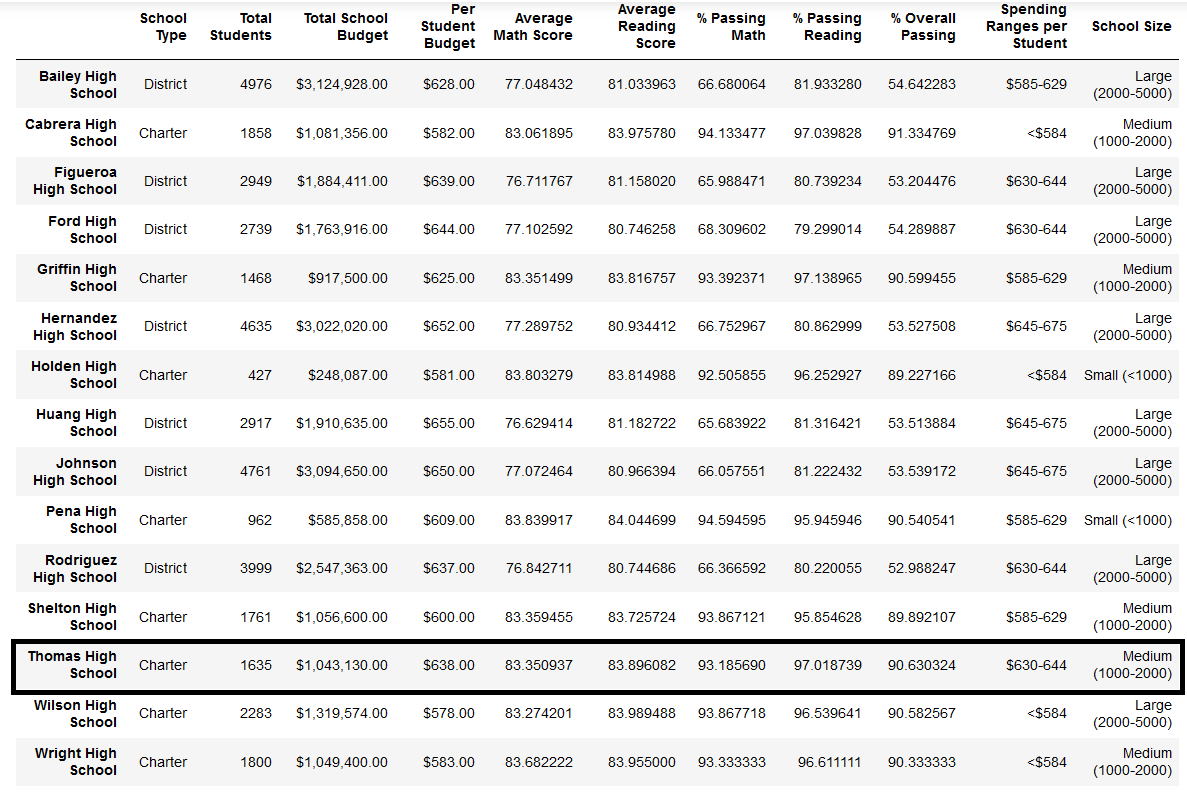 School Type Total Students Total School Budget Per Student Budget Average Math Score Average Reading Score % Passing Math % Passing Reading % Overall Passing Spending Ranges per Student School Size
Bailey High School District 4976 $3,124,928.00 $628.00 77.048432 81.033963 66.680064 81.933280 54.642283 $585-629 Large (2000-5000)
Cabrera High School Charter 1858 $1,081,356.00 $582.00 83.061895 83.975780 94.133477 97.039828 91.334769 <$584 Medium (1000-2000)
Figueroa High School District 2949 $1,884,411.00 $639.00 76.711767 81.158020 65.988471 80.739234 53.204476 $630-644 Large (2000-5000)
Ford High School District 2739 $1,763,916.00 $644.00 77.102592 80.746258 68.309602 79.299014 54.289887 $630-644 Large (2000-5000)
Griffin High School Charter 1468 $917,500.00 $625.00 83.351499 83.816757 93.392371 97.138965 90.599455 $585-629 Medium (1000-2000)
Hernandez High School District 4635 $3,022,020.00 $652.00 77.289752 80.934412 66.752967 80.862999 53.527508 $645-675 Large (2000-5000)
Holden High School Charter 427 $248,087.00 $581.00 83.803279 83.814988 92.505855 96.252927 89.227166 <$584 Small (<1000)
Huang High School District 2917 $1,910,635.00 $655.00 76.629414 81.182722 65.683922 81.316421 53.513884 $645-675 Large (2000-5000)
Johnson High School District 4761 $3,094,650.00 $650.00 77.072464 80.966394 66.057551 81.222432 53.539172 $645-675 Large (2000-5000)
Pena High School Charter 962 $585,858.00 $609.00 83.839917 84.044699 94.594595 95.945946 90.540541 $585-629 Small (<1000)
Rodriguez High School District 3999 $2,547,363.00 $637.00 76.842711 80.744686 66.366592 80.220055 52.988247 $630-644 Large (2000-5000)
Shelton High School Charter 1761 $1,056,600.00 $600.00 83.359455 83.725724 93.867121 95.854628 89.892107 $585-629 Medium (1000-2000)
Thomas High School Charter 1635 $1,043,130.00 $638.00 83.350937 83.896082 93.185690 97.018739 90.630324 $630-644 Medium (1000-2000)
Wilson High School Charter 2283 $1,319,574.00 $578.00 83.274201 83.989488 93.867718 96.539641 90.582567 <$584 Large (2000-5000)
Wright High School Charter 1800 $1,049,400.00 $583.00 83.682222 83.955000 93.333333 96.611111 90.333333 <$584 Medium (1000-2000)